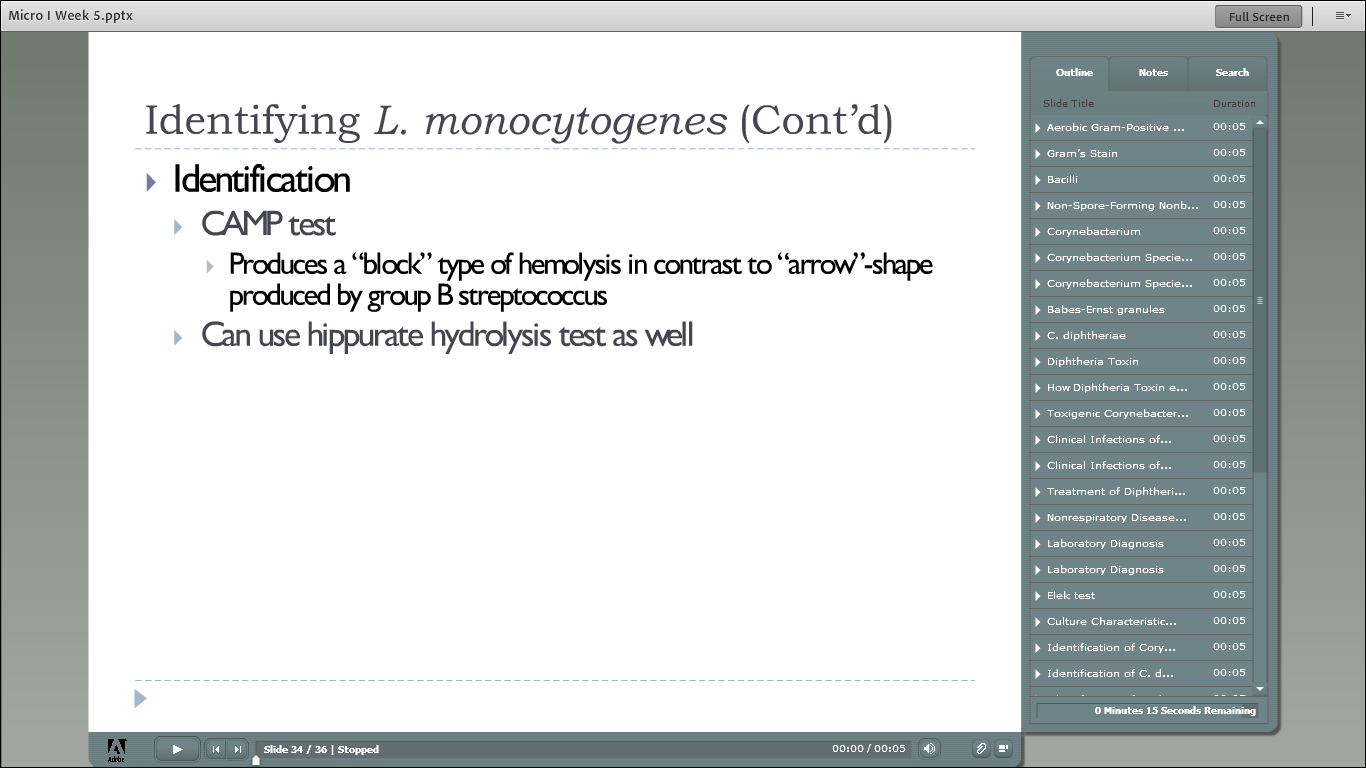 Micro I Week 5.pptx
Full Screen
Identifying L. monocytogenes (Cont’d)
Identification
CAMP test
Produces a “block” type of hemolysis in contrast to “arrow”-shape
produced by group B streptococcus
Can use hippurate hydrolysis test as well
Outline Notes Search
Slide Title Duration
Aerobic Gram-Positive ... 00:05
Gram’s Stain 00:05
Bacilli 00:05
Non-Spore-Forming Nonb... 00:05
Corynebacterium 00:05
Corynebacterium Specie... 00:05
Corynebacterium Specie... 00:05
Babes-Ernst granules 00:05
C. diphtheriae 00:05
Diphtheria Toxin 00:05
How Diphtheria Toxin e... 00:05
Toxigenic Corynebacter... 00:05
Clinical Infections of... 00:05
Clinical Infections of... 00:05
Treatment of Diphtheri... 00:05
Nonrespiratory Disease... 00:05
Laboratory Diagnosis 00:05
Laboratory Diagnosis 00:05
Elek test 00:05
Culture Characteristic... 00:05
Identification of Cory... 00:05
Identification of C. d... 00:05
0 Minutes 15 Seconds Remaining
Adobe
Slide 34 / 36 | Stopped 00:00 / 00:05